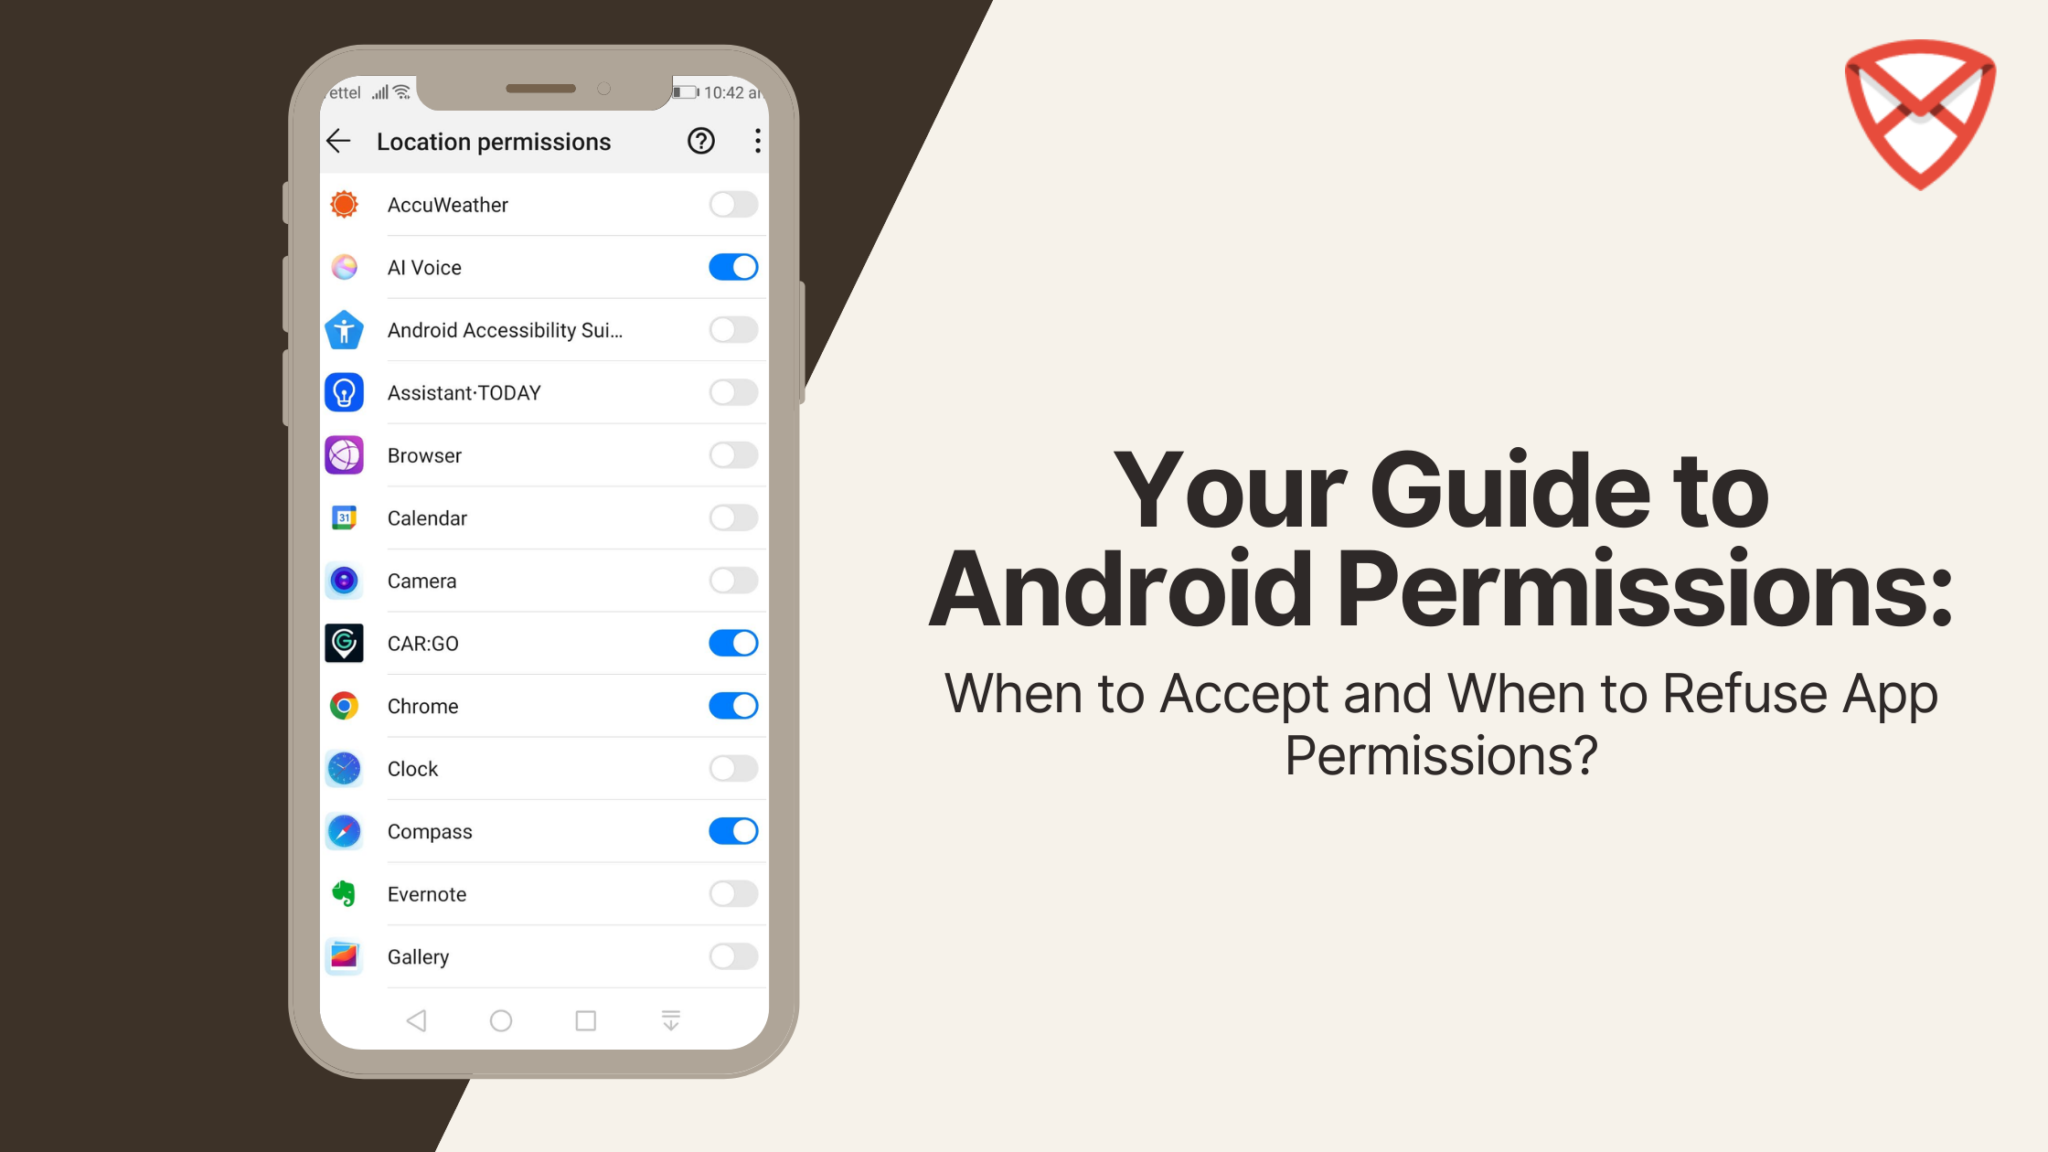 ettel 10:42 a
Location permissions
AccuWeather
AI Voice
Android Accessibility Sui...
Assistant·TODAY
Browser
31
Calendar
Camera
CAR:GO
Chrome
Clock
Compass
Evernote
Gallery
Your Guide to
Android Permissions:
When to Accept and When to Refuse App
Permissions?